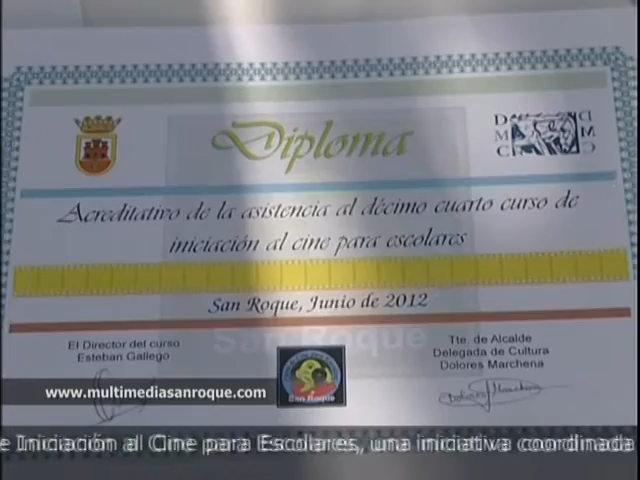 Diploma
D M
M
C C
Acreditativo de la asistencia al décimo cuarto curso de
iniciación al cine para escolares
San Roque, Junio de 2012
San Roque
El Director del curso
Esteban Gallego
Tte. de Alcalde
Delegada de Cultura
Dolores Marchena
San Roque
www.multimediasanroque.com
e Iniciación al Cine para Escolares, una iniciativa coordinada